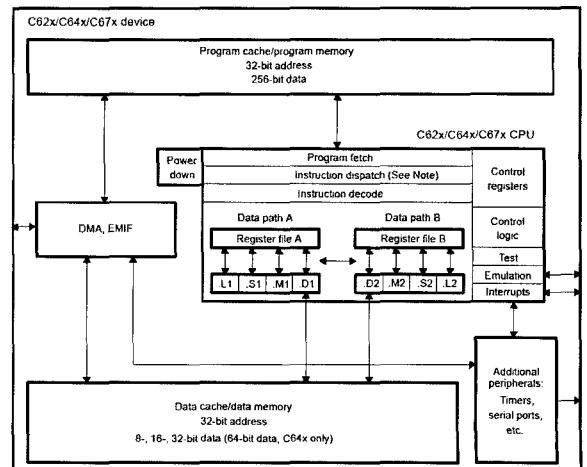 C62x/C64x/C67x device
Program cache/program memory
32-bit address
256-bit data
C62x/C64x/C67x CPU
Power
down
Program fetch
Instruction dispatch (See Note)
Instruction decode
Control
registers
Data path A
Data path B
Register file A
Register file B
Control
logic
Test
Emulation
Interrupts
.L1 .S1 .M1 .D1
.D2 .M2 .S2 .L2
DMA, EMIF
Additional
peripherals:
Timers,
serial ports,
etc.
Data cache/data memory
32-bit address
8-, 16-, 32-bit data (64-bit data, C64x only)